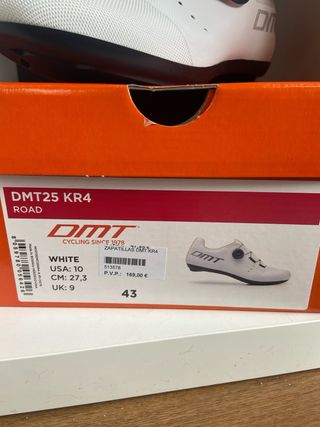 DMT
DMT25 KR4
ROAD
DMT
CYCLING SINCE 1978
ZAPATILLAS DMT KR4
513578
P.V.P.: 169,00 €
WHITE
USA: 10
CM: 27,3
UK: 9
43
DMT